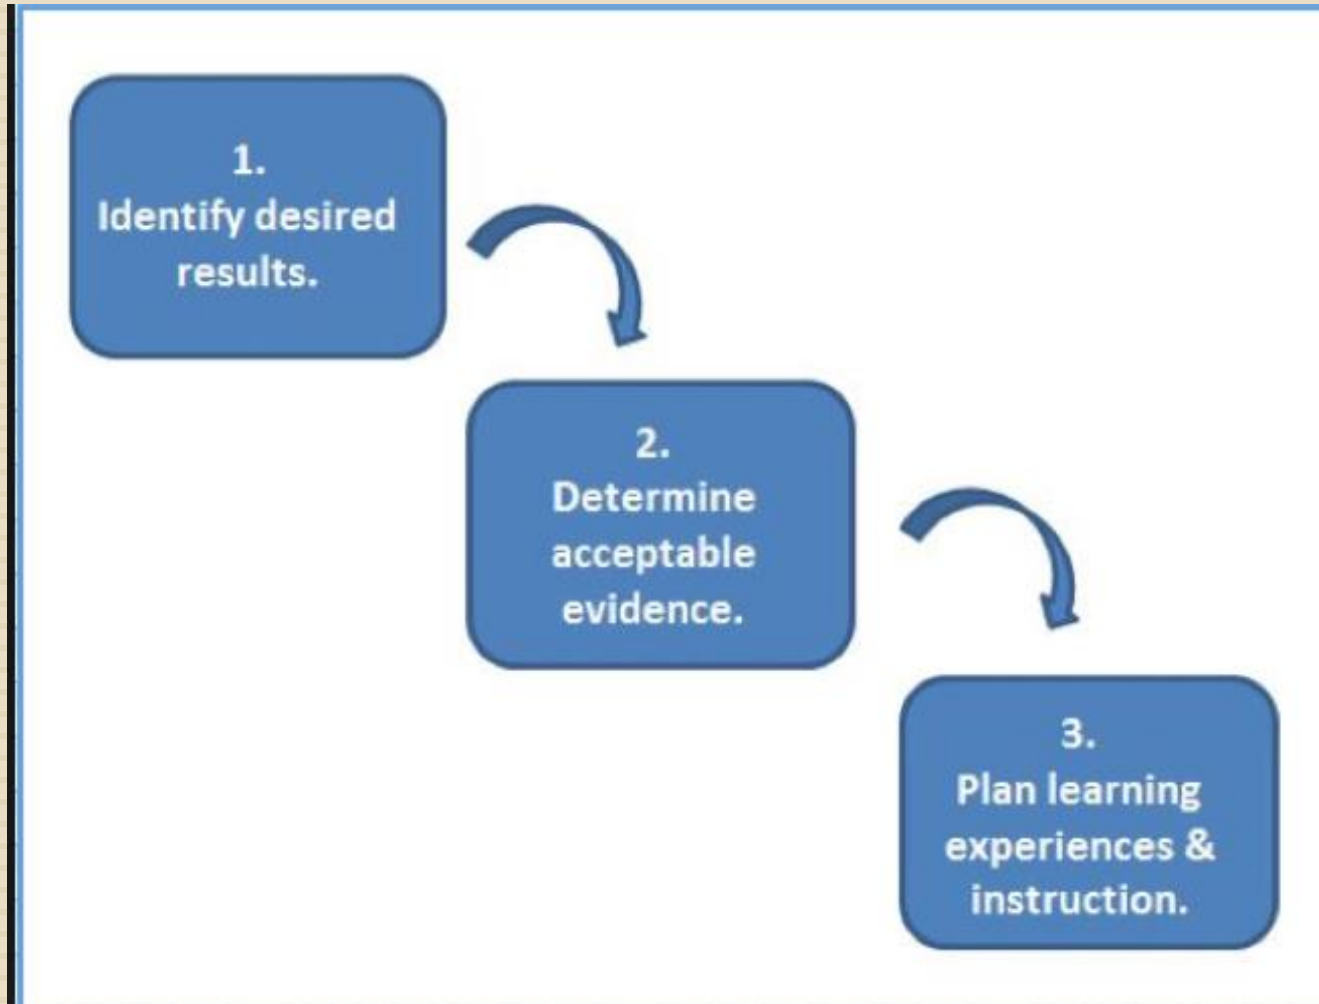 1.
Identify desired
results.
2.
Determine
acceptable
evidence.
3.
Plan learning
experiences &
instruction.